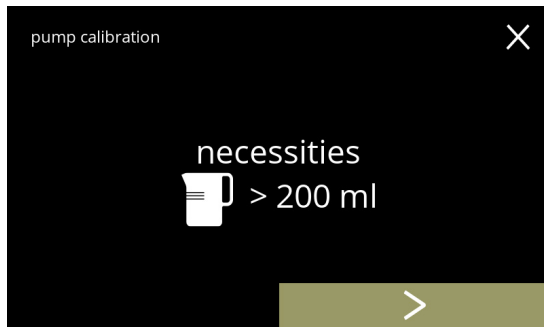 pump calibration
necessities
> 200 ml